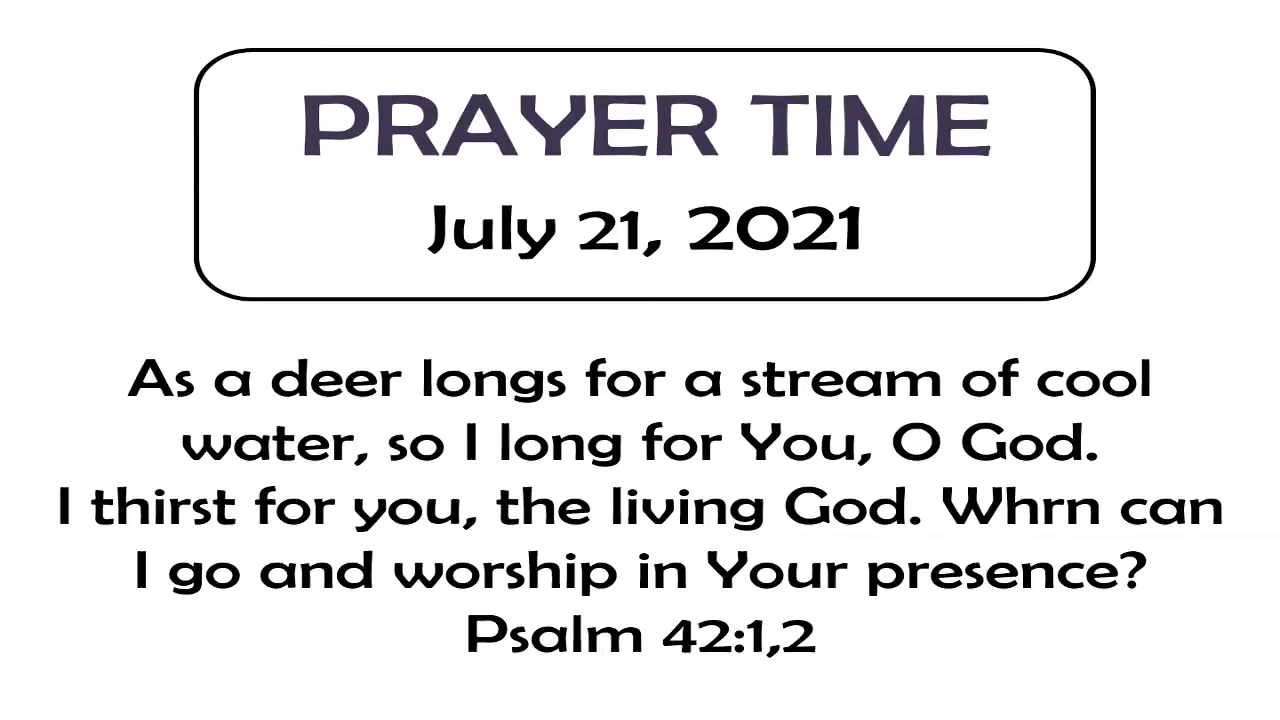 PRAYER TIME
July 21, 2021
As a deer longs for a stream of cool
water, so I long for You, O God.
I thirst for you, the living God. Whrn can
I go and worship in Your presence?
Psalm 42:1,2